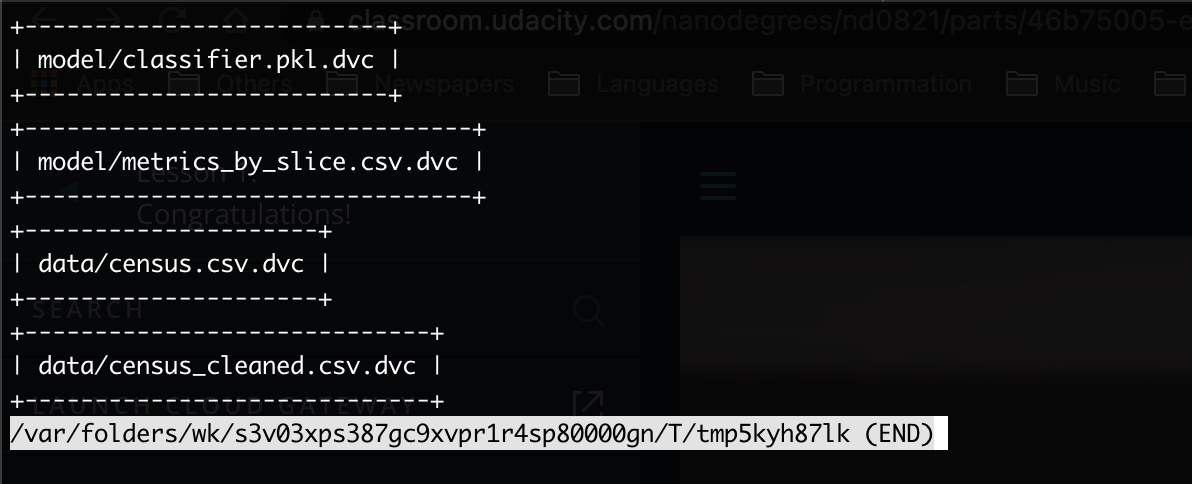 classroom.udacity.com/nanodegrees/nd0821/parts/46b75005-e
+--------------------------+
| model/classifier.pkl.dvc |
Apps Others Newspapers Languages Programmation Music
+--------------------------+
+-------------------------------+
| model/metrics_by_slice.csv.dvc |
Lesson 1:
+-------------------------------+
Congratulations!
+---------------------+
| data/census.csv.dvc |
+---------------------+
SEARCH
+-----------------------------+
| data/census_cleaned.csv.dvc |
+-----------------------------+
LAUNCH CLOUD GATEWAY
/var/folders/wk/s3v03xps387gc9xvpr1r4sp80000gn/T/tmp5kyh87lk (END)